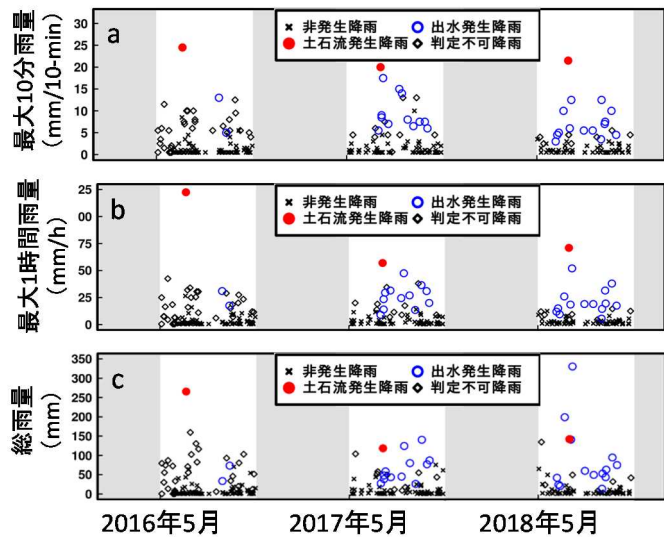 a
最大10分雨量
(mm/10-min)
× 非発生降雨 ○ 出水発生降雨
● 土石流発生降雨 ◇ 判定不可降雨
30
25
20
15
10
5
0
b
最大1時間雨量
(mm/h)
× 非発生降雨 ○ 出水発生降雨
● 土石流発生降雨 ◇ 判定不可降雨
25
00
75
50
25
0
c
総雨量
(mm)
× 非発生降雨 ○ 出水発生降雨
● 土石流発生降雨 ◇ 判定不可降雨
350
300
250
200
150
100
50
0
2016年5月 2017年5月 2018年5月